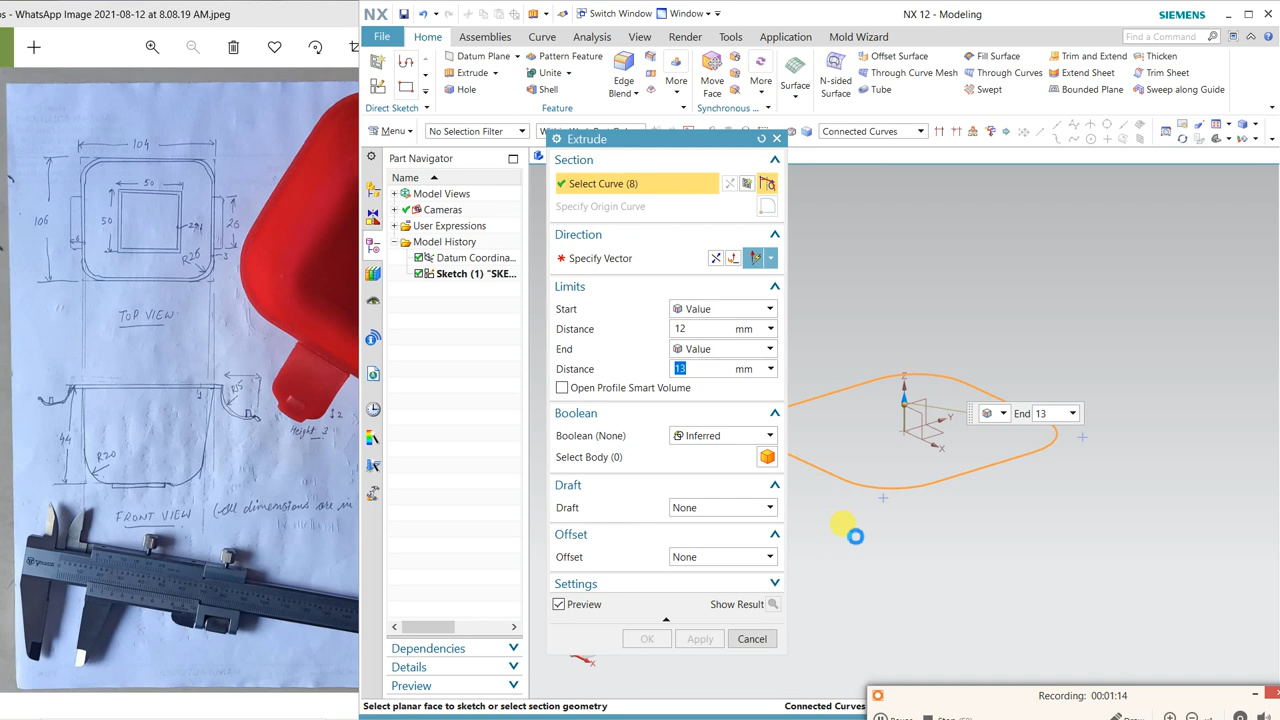 ns - WhatsApp Image 2021-08-12 at 8.08.19 AM.jpeg
NX
Switch Window
Window
NX 12 - Modeling
SIEMENS
File
Home
Assemblies
Curve
Analysis
View
Render
Tools
Application
Mold Wizard
Find a Command
Datum Plane
Extrude
Hole
Pattern Feature
Unite
Shell
Edge
Blend
More
Move
Face
More
Surface
N-sided
Surface
Offset Surface
Through Curve Mesh
Tube
Fill Surface
Through Curves
Swept
Trim and Extend
Extend Sheet
Bounded Plane
Thicken
Trim Sheet
Sweep along Guide
Direct Sketch
Feature
Synchronous ...
Menu
No Selection Filter
Connected Curves
Part Navigator
Name
Model Views
Cameras
User Expressions
Model History
Datum Coordina...
Sketch (1) "SKE...
Dependencies
Details
Preview
Extrude
Section
Select Curve (8)
Specify Origin Curve
Direction
* Specify Vector
Limits
Start
Value
Distance
12 mm
End
Value
Distance
13 mm
Open Profile Smart Volume
Boolean
Boolean (None)
Inferred
Select Body (0)
Draft
Draft
None
Offset
Offset
None
Settings
Preview
Show Result
OK
Apply
Cancel
Z
Y
X
End 13
X
Select planar face to sketch or select section geometry
Connected Curves
Recording: 00:01:14
104
50
106
50
26
R26
3
TOP VIEW
R15
2
Height 3
44
R20
FRONT VIEW
(all dimensions are in